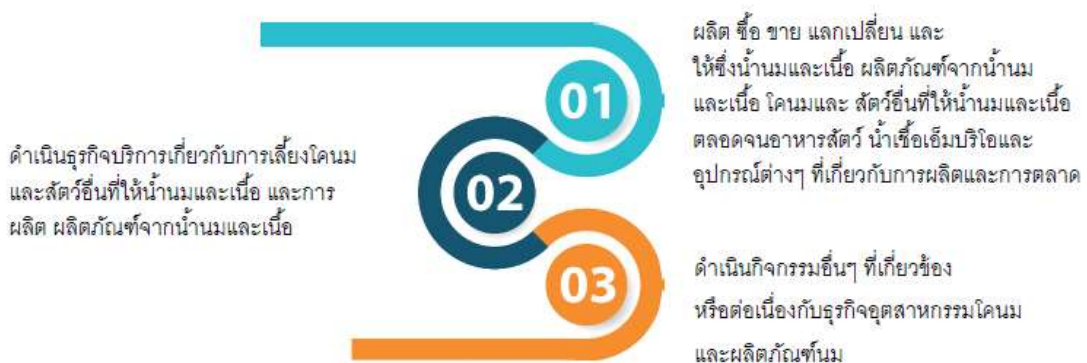 01
ผลิต ซื้อ ขาย แลกเปลี่ยน และ
ให้ซึ่งน้ำนมและเนื้อ ผลิตภัณฑ์จากน้ำนม
และเนื้อ โคนมและ สัตว์อื่นที่ให้น้ำนมและเนื้อ
ตลอดจนอาหารสัตว์ น้ำเชื้อเอ็มบริโอและ
อุปกรณ์ต่างๆ ที่เกี่ยวกับการผลิตและการตลาด
02
ดำเนินธุรกิจบริการเกี่ยวกับการเลี้ยงโคนม
และสัตว์อื่นที่ให้น้ำนมและเนื้อ และการ
ผลิต ผลิตภัณฑ์จากน้ำนมและเนื้อ
03
ดำเนินกิจกรรมอื่นๆ ที่เกี่ยวข้อง
หรือต่อเนื่องกับธุรกิจอุตสาหกรรมโคนม
และผลิตภัณฑ์นม